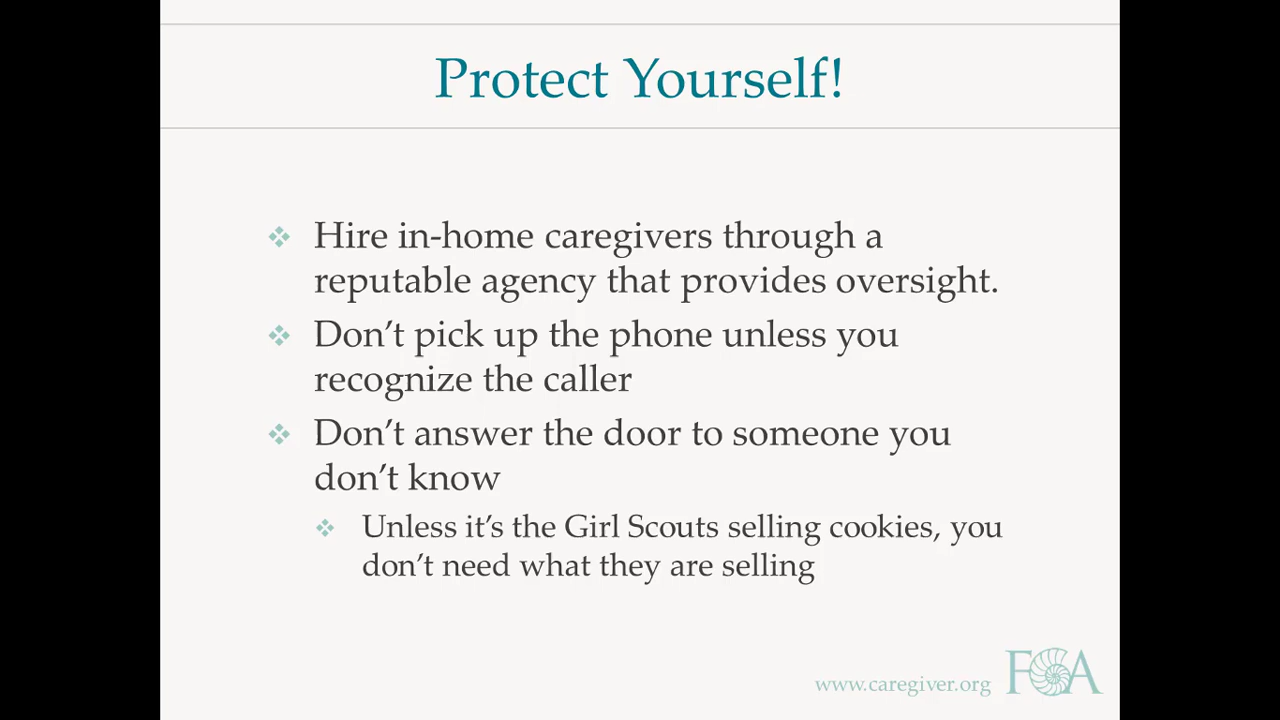 Protect Yourself!
Hire in-home caregivers through a
reputable agency that provides oversight.
Don't pick up the phone unless you
recognize the caller
Don't answer the door to someone you
don't know
Unless it's the Girl Scouts selling cookies, you
don't need what they are selling
www.caregiver.org FCA